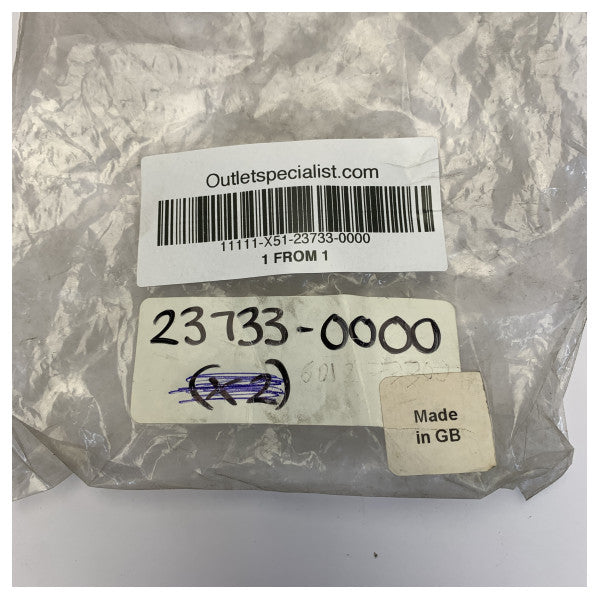 Outletspecialist.com
11111-X51-23733-0000
1 FROM 1
23733-0000
(X2)
Made
in GB